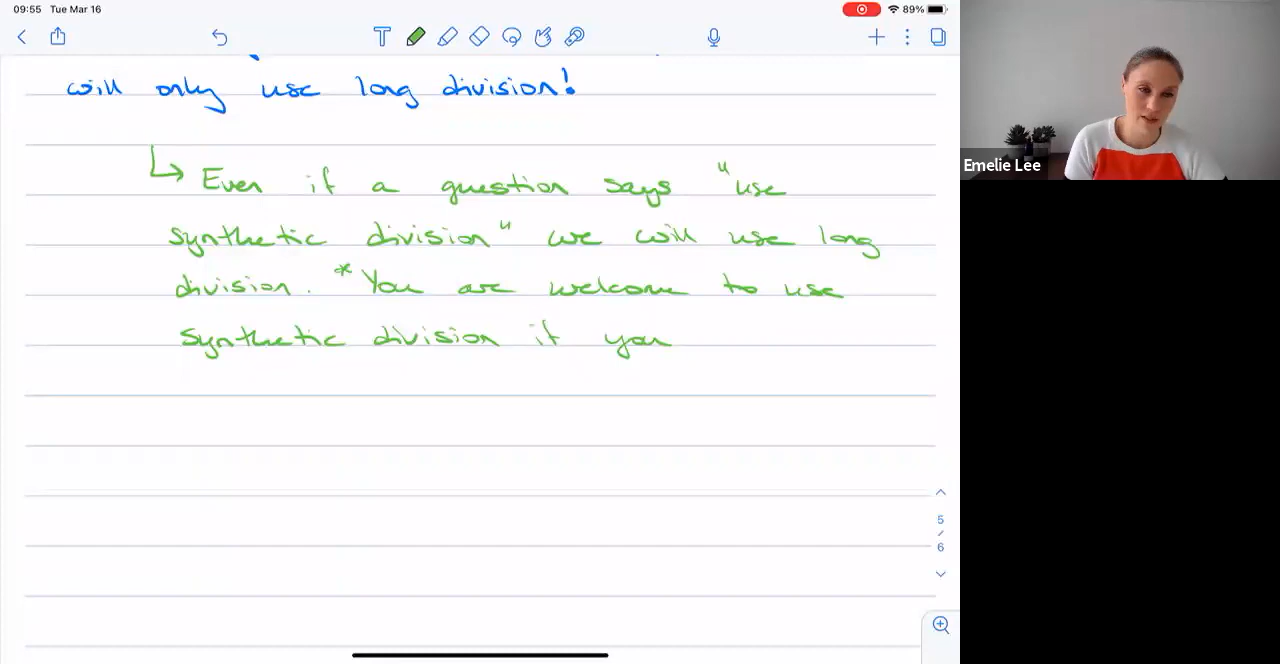 09:55 Tue Mar 16 89%
T
will only use long division!
↳ Even if a question says "use
synthetic division" we will use long
division. *You are welcome to use
synthetic division if you
5
/
6
Emelie Lee